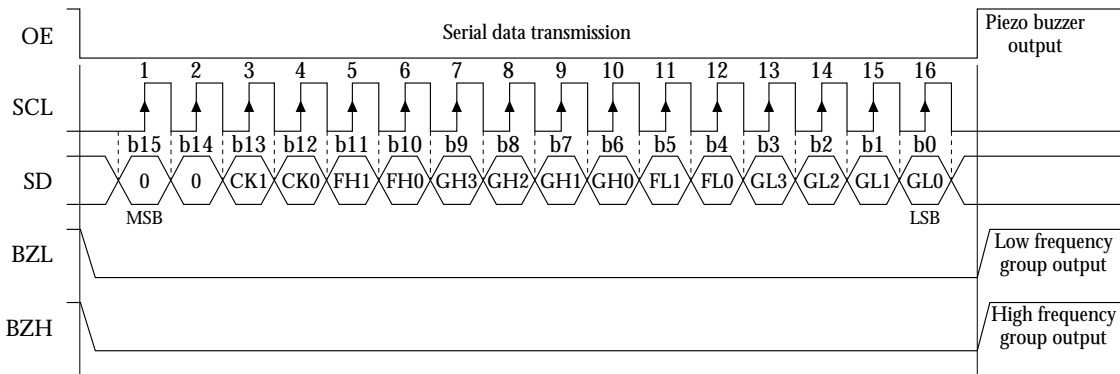 OE
Serial data transmission
Piezo buzzer
output
1 2 3 4 5 6 7 8 9 10 11 12 13 14 15 16
SCL
b15 b14 b13 b12 b11 b10 b9 b8 b7 b6 b5 b4 b3 b2 b1 b0
SD
0 0 CK1 CK0 FH1 FH0 GH3 GH2 GH1 GH0 FL1 FL0 GL3 GL2 GL1 GL0
MSB LSB
BZL
Low frequency
group output
BZH
High frequency
group output